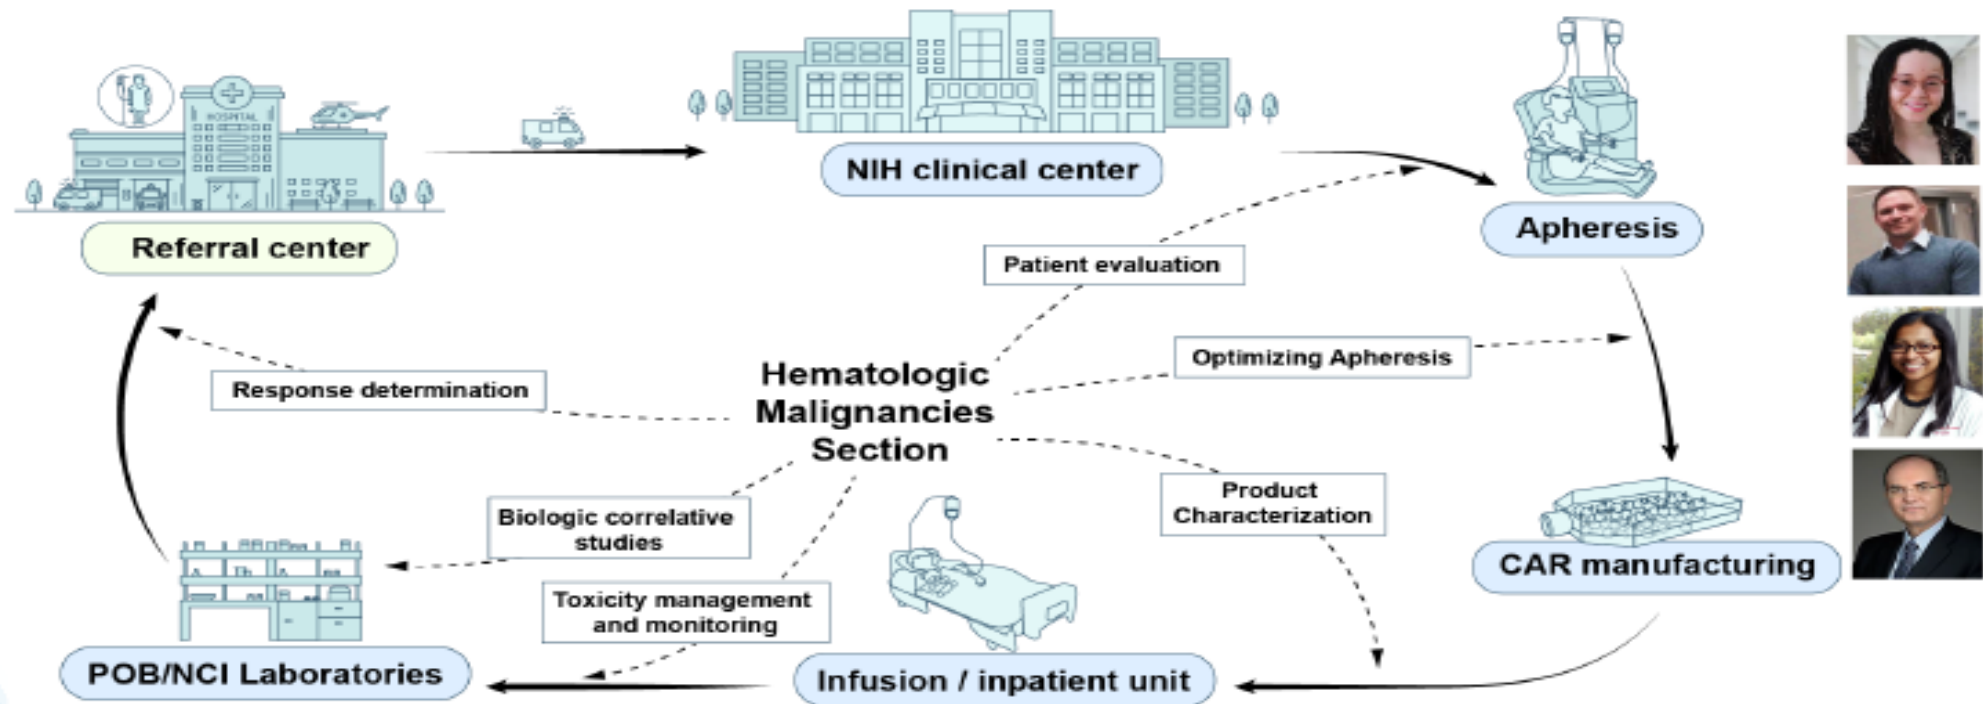 HOSPITAL
NIH clinical center
Referral center
Apheresis
Patient evaluation
Optimizing Apheresis
Response determination
Hematologic
Malignancies
Section
Product
Characterization
Biologic correlative
studies
CAR manufacturing
Toxicity management
and monitoring
POB/NCI Laboratories
Infusion / inpatient unit